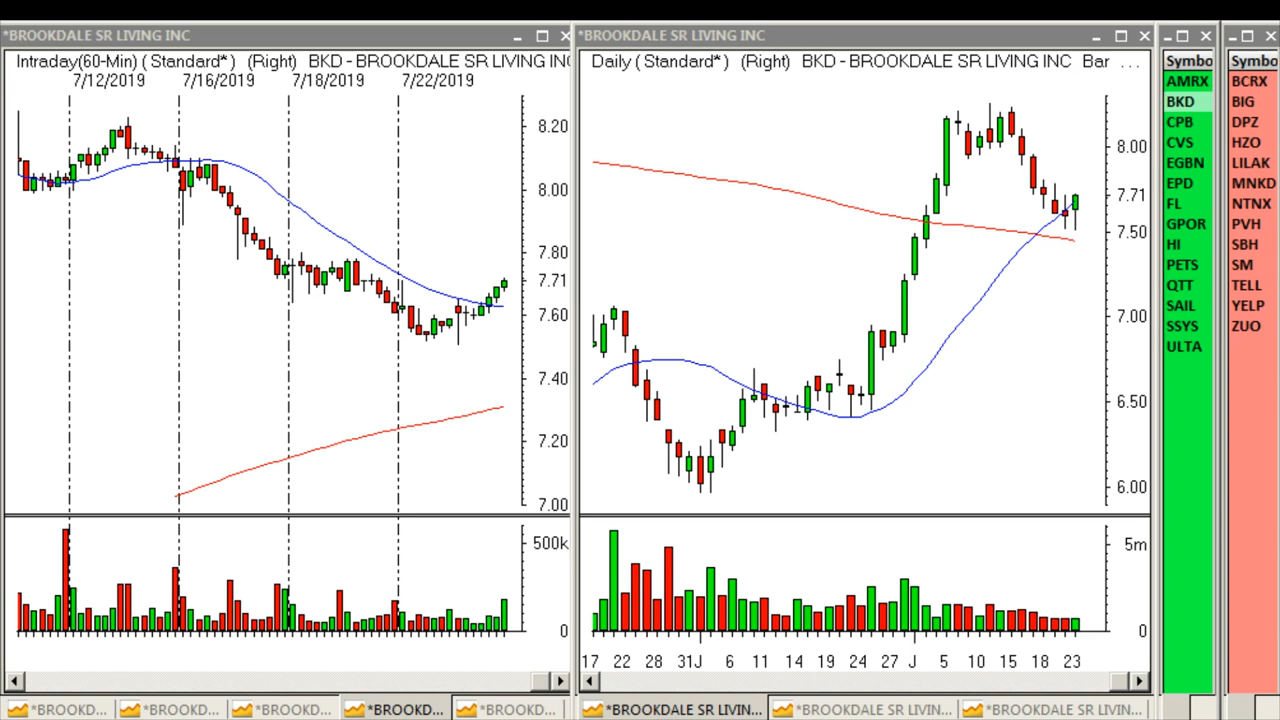 *BROOKDALE SR LIVING INC
Intraday(60-Min) ( Standard* ) (Right) BKD - BROOKDALE SR LIVING INC
7/12/2019 7/16/2019 7/18/2019 7/22/2019
8.20
8.00
7.80
7.71
7.60
7.40
7.20
7.00
500k
0
*BROOKD... *BROOKD... *BROOKD... *BROOKD... *BROOKD...
*BROOKDALE SR LIVING INC
Daily ( Standard* ) (Right) BKD - BROOKDALE SR LIVING INC Bar ...
8.00
7.71
7.50
7.00
6.50
6.00
5m
0
17 22 28 31J 6 11 14 19 24 27 J 5 10 15 18 23
*BROOKDALE SR LIVIN... *BROOKDALE SR LIVIN... *BROOKDALE SR LIVIN...
Symbo
AMRX
BKD
CPB
CVS
EGBN
EPD
FL
GPOR
HI
PETS
QTT
SAIL
SSYS
ULTA
Symbo
BCRX
BIG
DPZ
HZO
LILAK
MNKD
NTNX
PVH
SBH
SM
TELL
YELP
ZUO